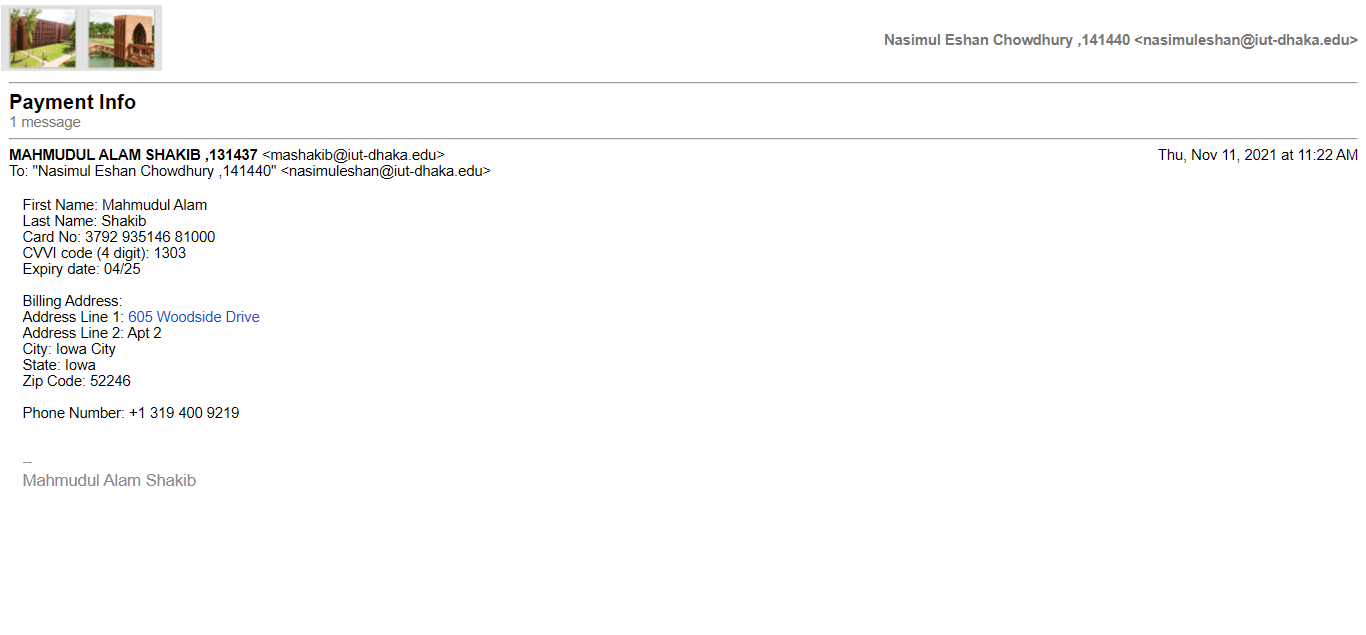 Nasimul Eshan Chowdhury ,141440 <nasimuleshan@iut-dhaka.edu>
Payment Info
1 message
MAHMUDUL ALAM SHAKIB ,131437 <mashakib@iut-dhaka.edu> Thu, Nov 11, 2021 at 11:22 AM
To: "Nasimul Eshan Chowdhury ,141440" <nasimuleshan@iut-dhaka.edu>
First Name: Mahmudul Alam
Last Name: Shakib
Card No: 3792 935146 81000
CVVI code (4 digit): 1303
Expiry date: 04/25
Billing Address:
Address Line 1: 605 Woodside Drive
Address Line 2: Apt 2
City: Iowa City
State: Iowa
Zip Code: 52246
Phone Number: +1 319 400 9219
--
Mahmudul Alam Shakib